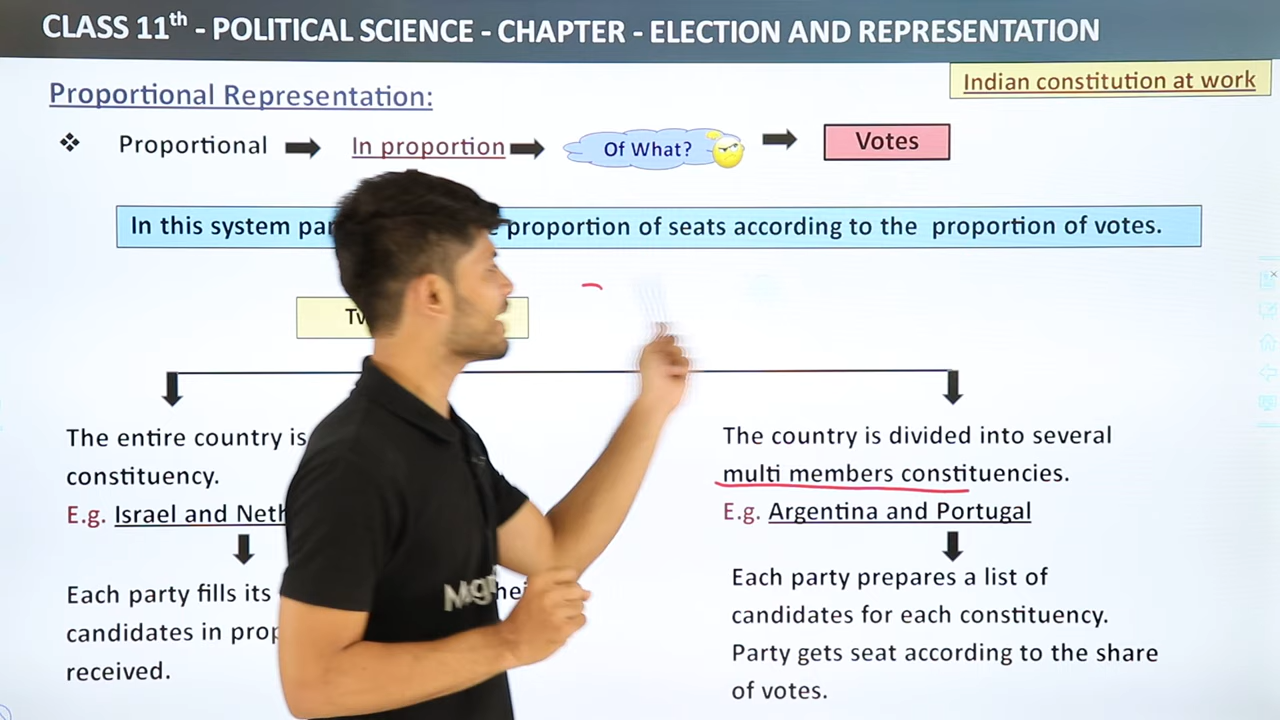 CLASS 11th - POLITICAL SCIENCE - CHAPTER - ELECTION AND REPRESENTATION
Indian constitution at work
Proportional Representation:
❖ Proportional In proportion Of What? Votes
In this system proportion of seats according to the proportion of votes.
The entire country is
constituency.
E.g. Israel and
Each party fills its
candidates in
received.
The country is divided into several
multi members constituencies.
E.g. Argentina and Portugal
Each party prepares a list of
candidates for each constituency.
Party gets seat according to the share
of votes.